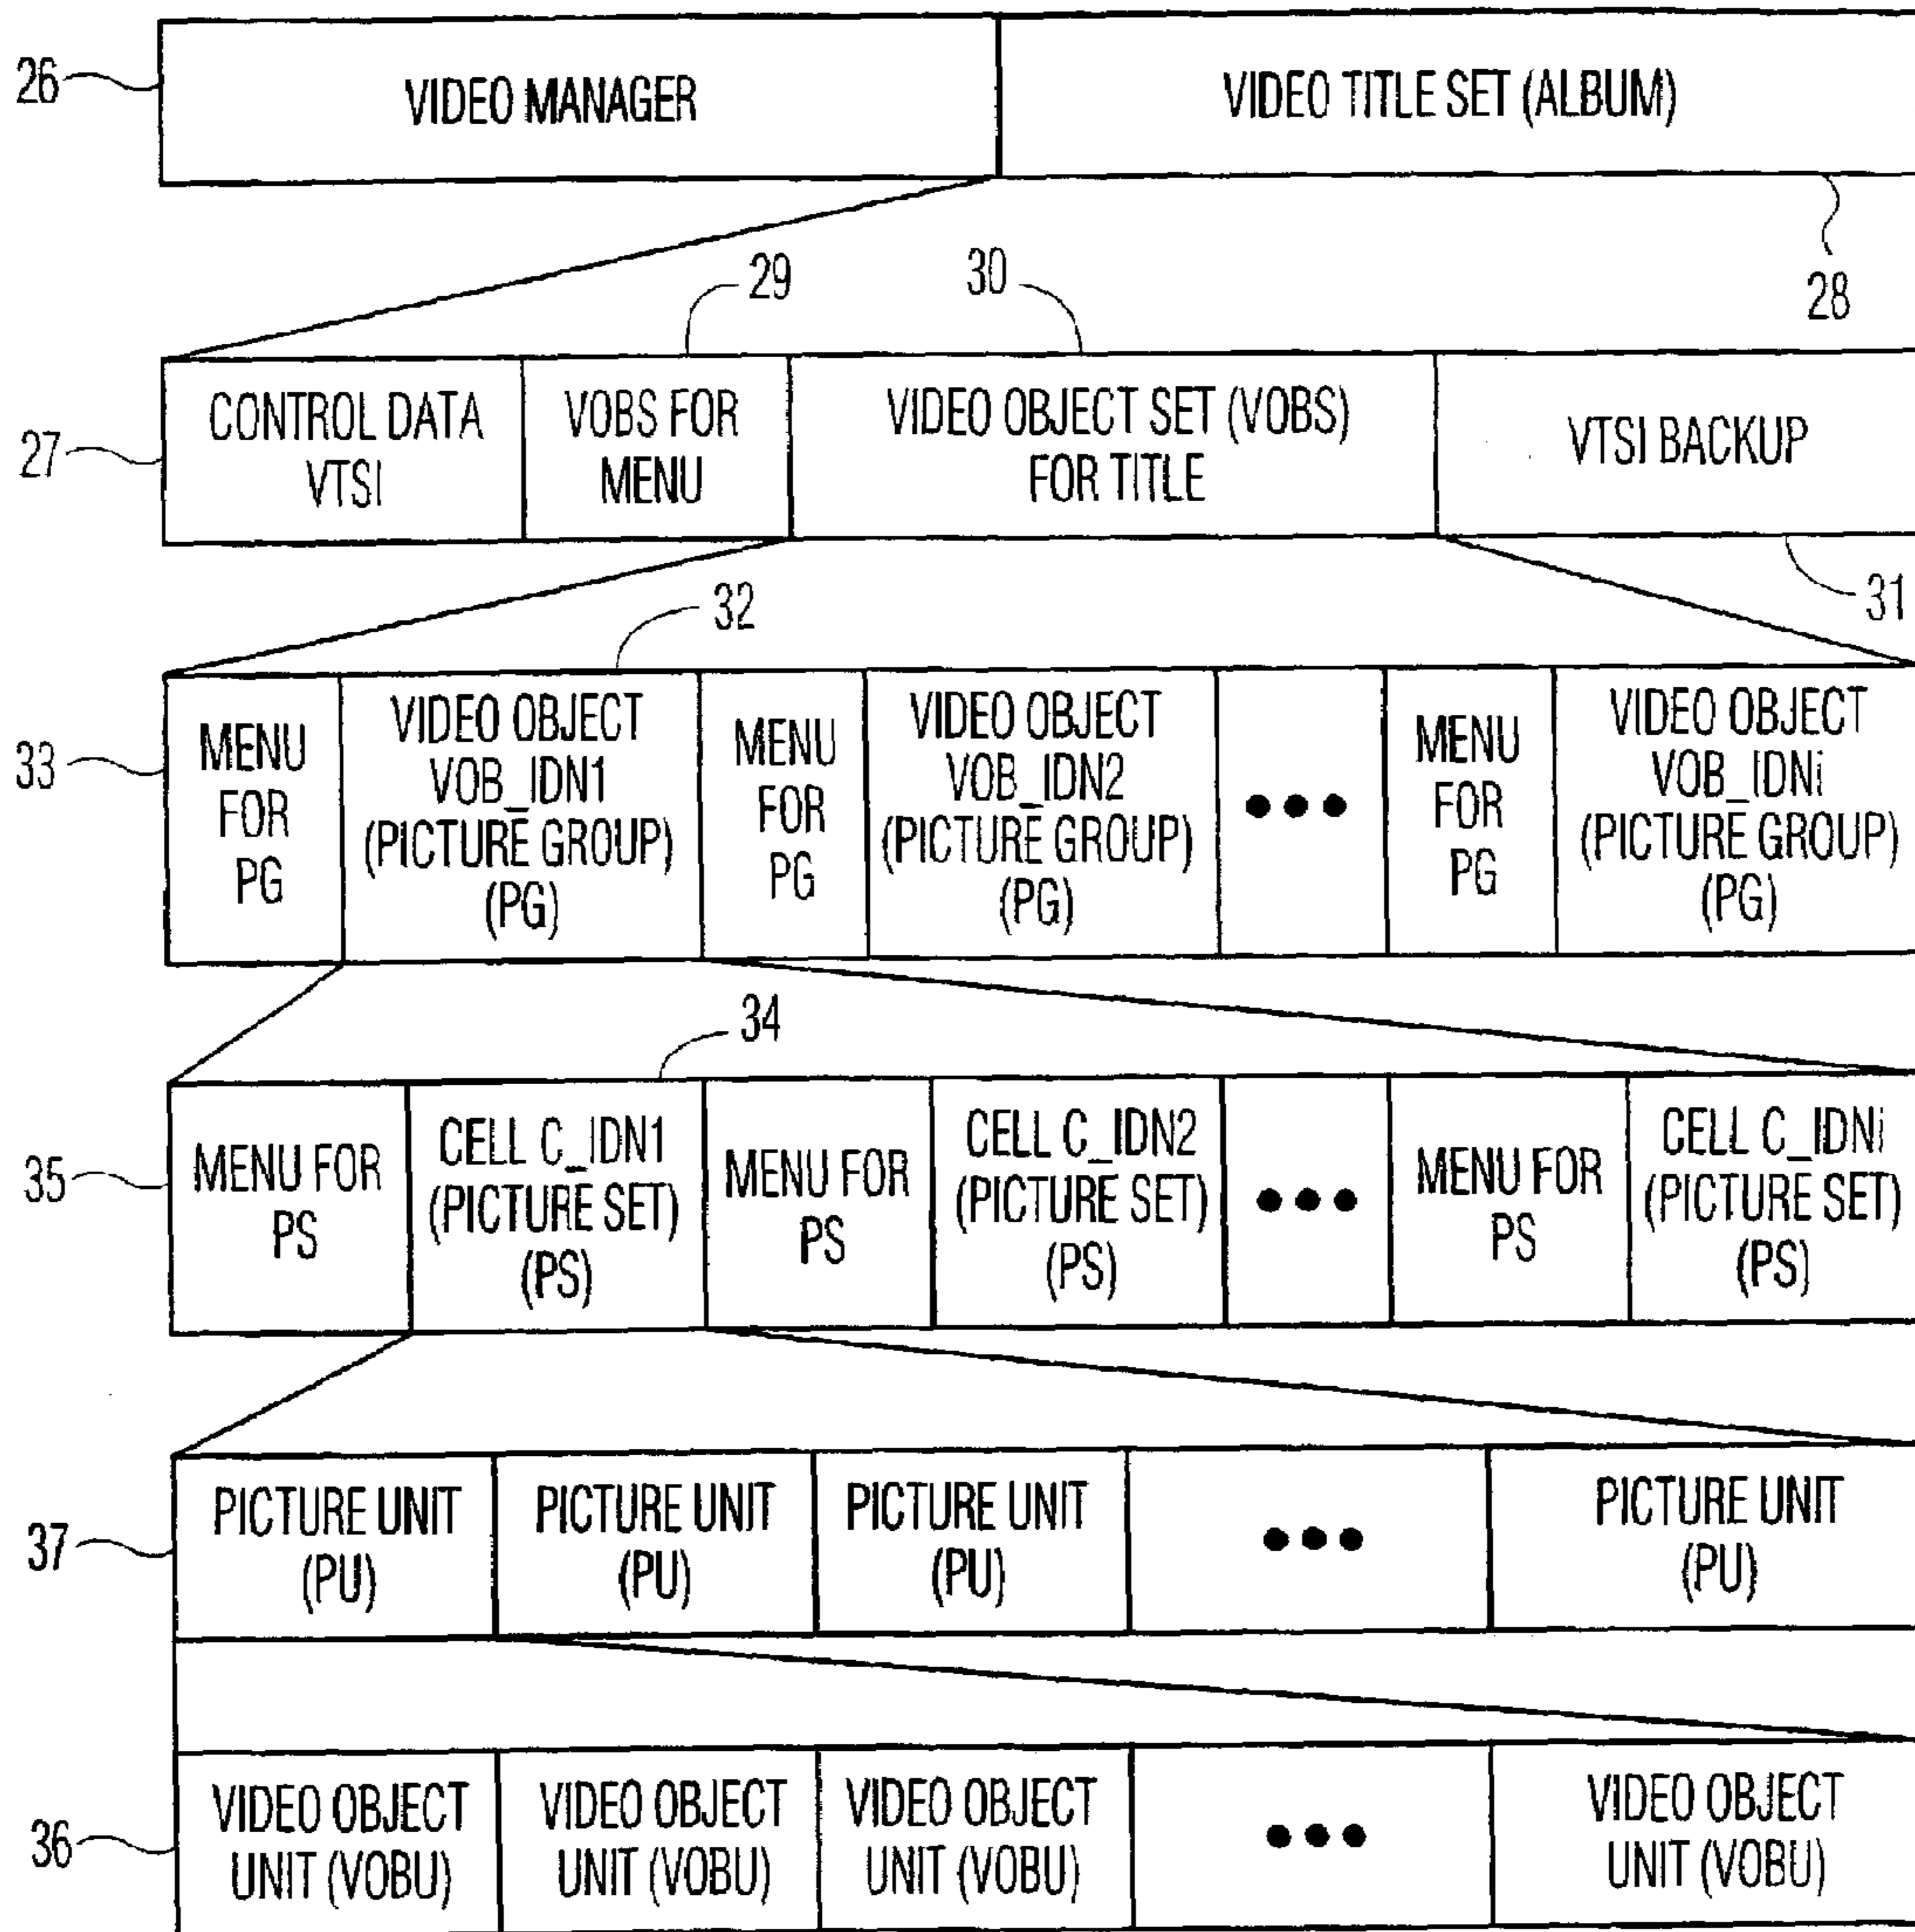 26
VIDEO MANAGER
VIDEO TITLE SET (ALBUM)
28
29
30
27
CONTROL DATA
VTSI
VOBS FOR
MENU
VIDEO OBJECT SET (VOBS)
FOR TITLE
VTSI BACKUP
31
32
33
MENU
FOR
PG
VIDEO OBJECT
VOB_IDN1
(PICTURE GROUP)
(PG)
MENU
FOR
PG
VIDEO OBJECT
VOB_IDN2
(PICTURE GROUP)
(PG)
●●●
MENU
FOR
PG
VIDEO OBJECT
VOB_IDNi
(PICTURE GROUP)
(PG)
34
35
MENU FOR
PS
CELL C_IDN1
(PICTURE SET)
(PS)
MENU FOR
PS
CELL C_IDN2
(PICTURE SET)
(PS)
●●●
MENU FOR
PS
CELL C_IDNi
(PICTURE SET)
(PS)
37
PICTURE UNIT
(PU)
PICTURE UNIT
(PU)
PICTURE UNIT
(PU)
●●●
PICTURE UNIT
(PU)
36
VIDEO OBJECT
UNIT (VOBU)
VIDEO OBJECT
UNIT (VOBU)
VIDEO OBJECT
UNIT (VOBU)
●●●
VIDEO OBJECT
UNIT (VOBU)